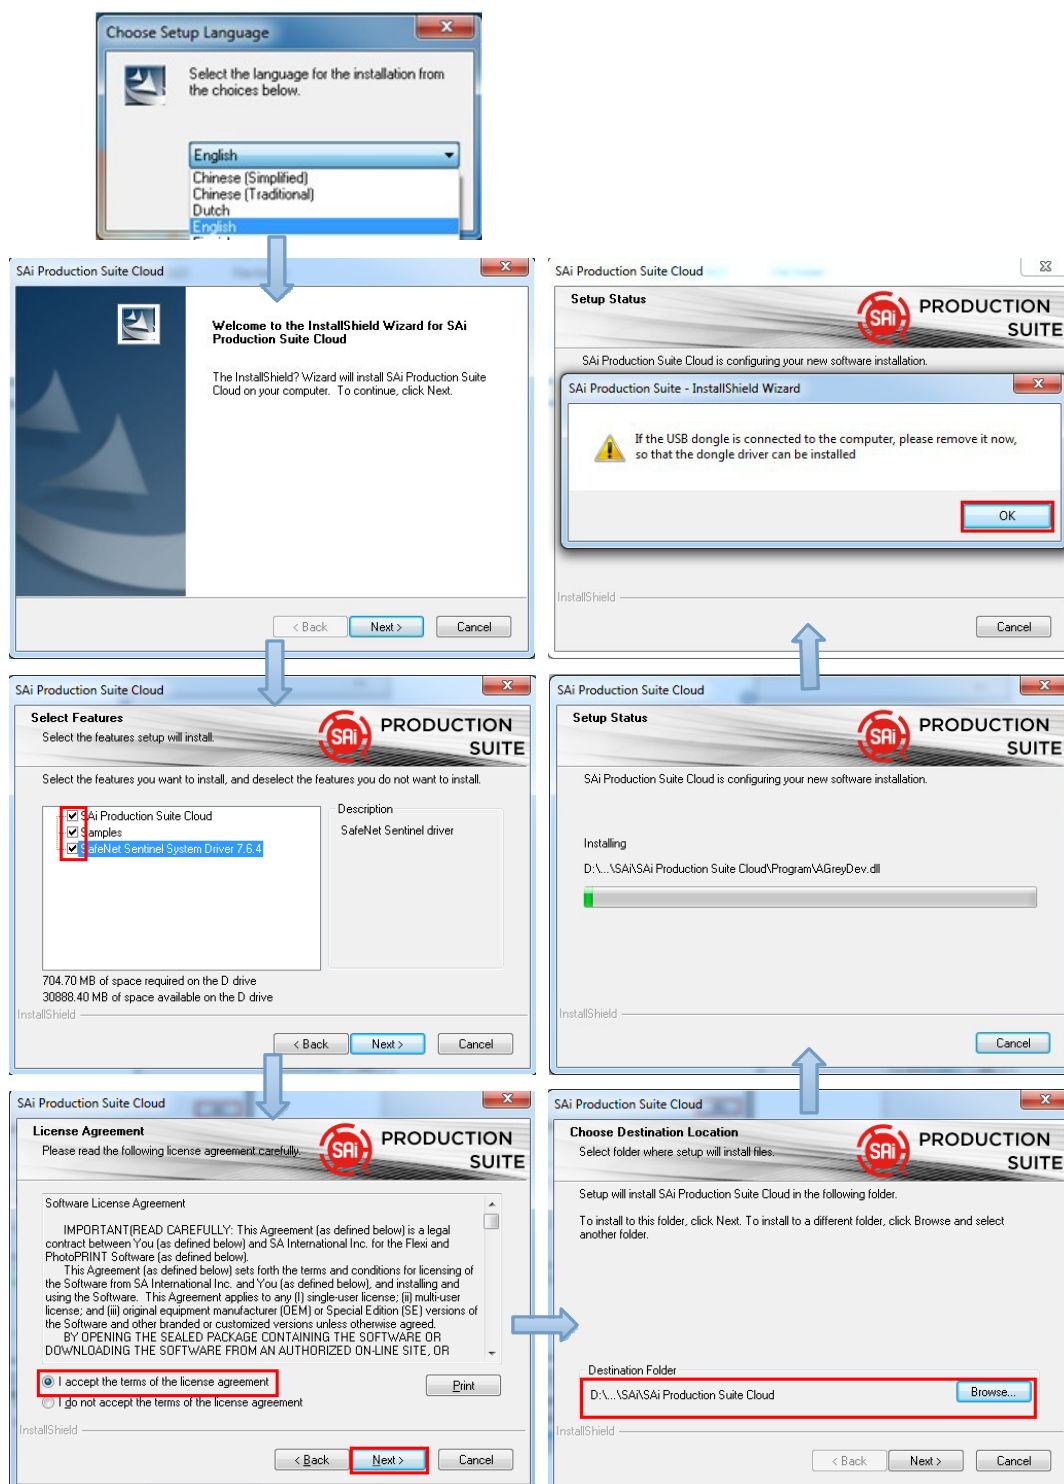 Choose Setup Language
Select the language for the installation from
the choices below.
English
Chinese (Simplified)
Chinese (Traditional)
Dutch
English
SAi Production Suite Cloud
Welcome to the InstallShield Wizard for SAi
Production Suite Cloud
The InstallShield? Wizard will install SAi Production Suite
Cloud on your computer. To continue, click Next.
< Back
Next >
Cancel
SAi Production Suite Cloud
Select Features
Select the features setup will install.
SAi
PRODUCTION
SUITE
Select the features you want to install, and deselect the features you do not want to install.
SAi Production Suite Cloud
Samples
SafeNet Sentinel System Driver 7.6.4
Description
SafeNet Sentinel driver
704.70 MB of space required on the D drive
30888.40 MB of space available on the D drive
InstallShield
< Back
Next >
Cancel
SAi Production Suite Cloud
License Agreement
Please read the following license agreement carefully.
SAi
PRODUCTION
SUITE
Software License Agreement
IMPORTANT(READ CAREFULLY: This Agreement (as defined below) is a legal
contract between You (as defined below) and SA International Inc. for the Flexi and
PhotoPRINT Software (as defined below).
This Agreement (as defined below) sets forth the terms and conditions for licensing of
the Software from SA International Inc. and You (as defined below), and installing and
using the Software. This Agreement applies to any (I) single-user license; (ii) multi-user
license; and (iii) original equipment manufacturer (OEM) or Special Edition (SE) versions of
the Software and other branded or customized versions unless otherwise agreed.
BY OPENING THE SEALED PACKAGE CONTAINING THE SOFTWARE OR
DOWNLOADING THE SOFTWARE FROM AN AUTHORIZED ON-LINE SITE, OR
I accept the terms of the license agreement
I do not accept the terms of the license agreement
Print
InstallShield
< Back
Next >
Cancel
SAi Production Suite Cloud
Choose Destination Location
Select folder where setup will install files.
SAi
PRODUCTION
SUITE
Setup will install SAi Production Suite Cloud in the following folder.
To install to this folder, click Next. To install to a different folder, click Browse and select
another folder.
Destination Folder
D:\...\SAi\SAi Production Suite Cloud
Browse...
InstallShield
< Back
Next >
Cancel
SAi Production Suite Cloud
Setup Status
SAi
PRODUCTION
SUITE
SAi Production Suite Cloud is configuring your new software installation.
Installing
D:\...\SAi\SAi Production Suite Cloud\Program\AGreyDev.dll
InstallShield
Cancel
SAi Production Suite Cloud
Setup Status
SAi
PRODUCTION
SUITE
SAi Production Suite Cloud is configuring your new software installation.
SAi Production Suite - InstallShield Wizard
If the USB dongle is connected to the computer, please remove it now,
so that the dongle driver can be installed
OK
InstallShield
Cancel